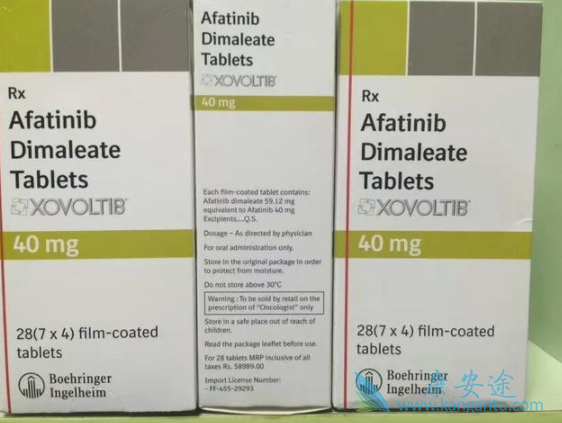 Rx
Afatinib
Dimaleate
Tablets
XOVOLTIB®
40 mg
28(7 x 4) film-coated
tablets
Boehringer
Ingelheim
Afatinib
Dimaleate
Tablets
XOVOLTIB®
40 mg
Each film-coated tablet contains:
Afatinib dimaleate 59.12 mg
equivalent to Afatinib 40 mg
Excipients....Q.S.
Dosage – As directed by physician
For oral administration only.
Store in the original package in order
to protect from moisture.
Do not store above 30°C
Warning :To be sold by retail on the
prescription of "Oncologist" only
Store in a safe place out of reach of
children.
Read the package leaflet before use.
For 28 tablets MRP inclusive of all
taxes Rs. 58989.00
Import License Number:
- FF-455-29293
Rx
Afatinib
Dimaleate
Tablets
XOVOLTIB®
40 mg
28(7 x 4) film-coated
tablets
Boehringer
Ingelheim
康安途
www.kangantu.com